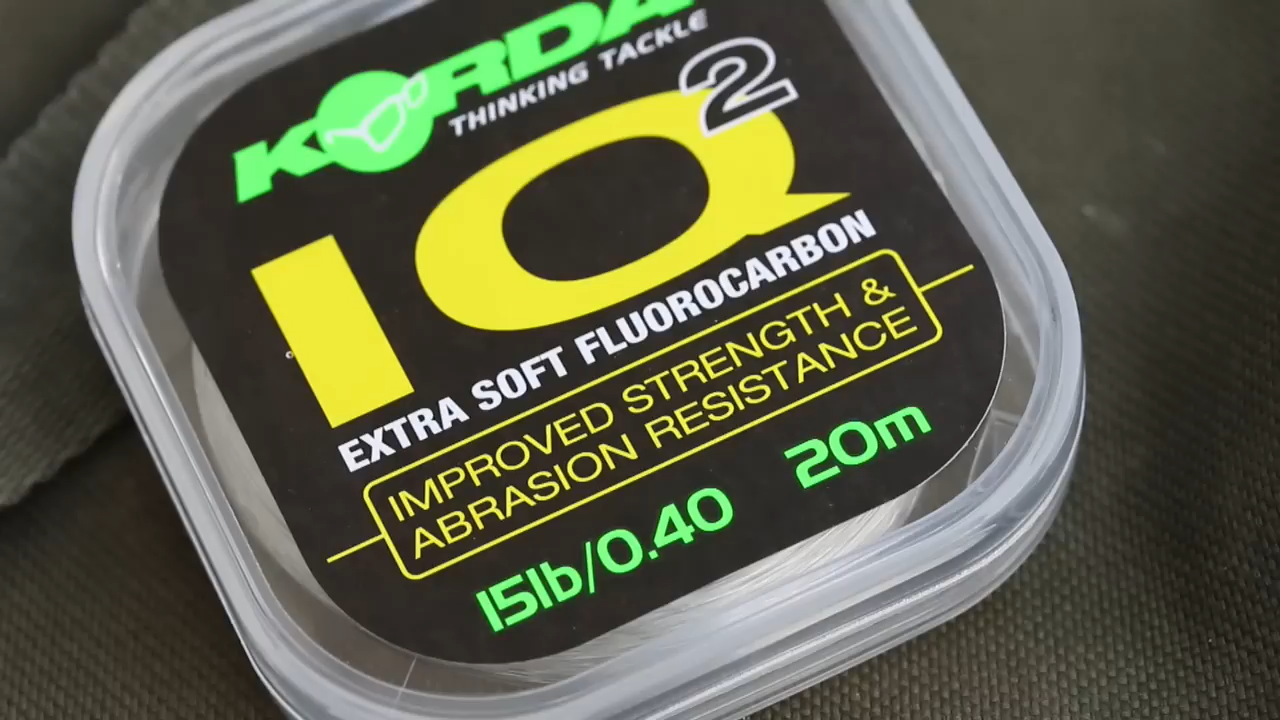 KORDA
THINKING TACKLE
IQ2
EXTRA SOFT FLUOROCARBON
IMPROVED STRENGTH &
ABRASION RESISTANCE
15lb/0.40 20m